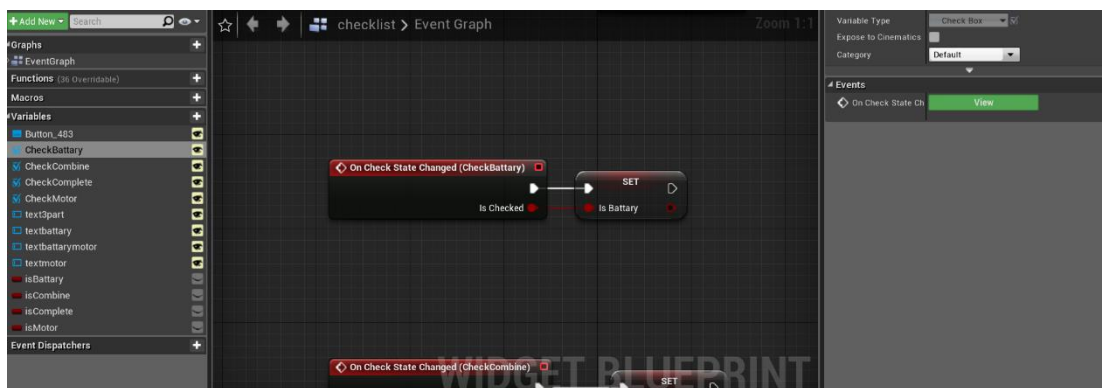 +Add New Search
checklist > Event Graph
Zoom 1:1
Graphs
EventGraph
Functions (36 Overridable)
Macros
Variables
Button_483
CheckBattary
CheckCombine
CheckComplete
CheckMotor
text3part
textbattary
textbattarymotor
textmotor
isBattary
isCombine
isComplete
isMotor
Event Dispatchers
On Check State Changed (CheckBattary)
Is Checked
SET
Is Battary
On Check State Changed (CheckCombine)
SET
WIDGET BLUEPRINT
Variable Type Check Box
Expose to Cinematics
Category Default
Events
On Check State Ch View